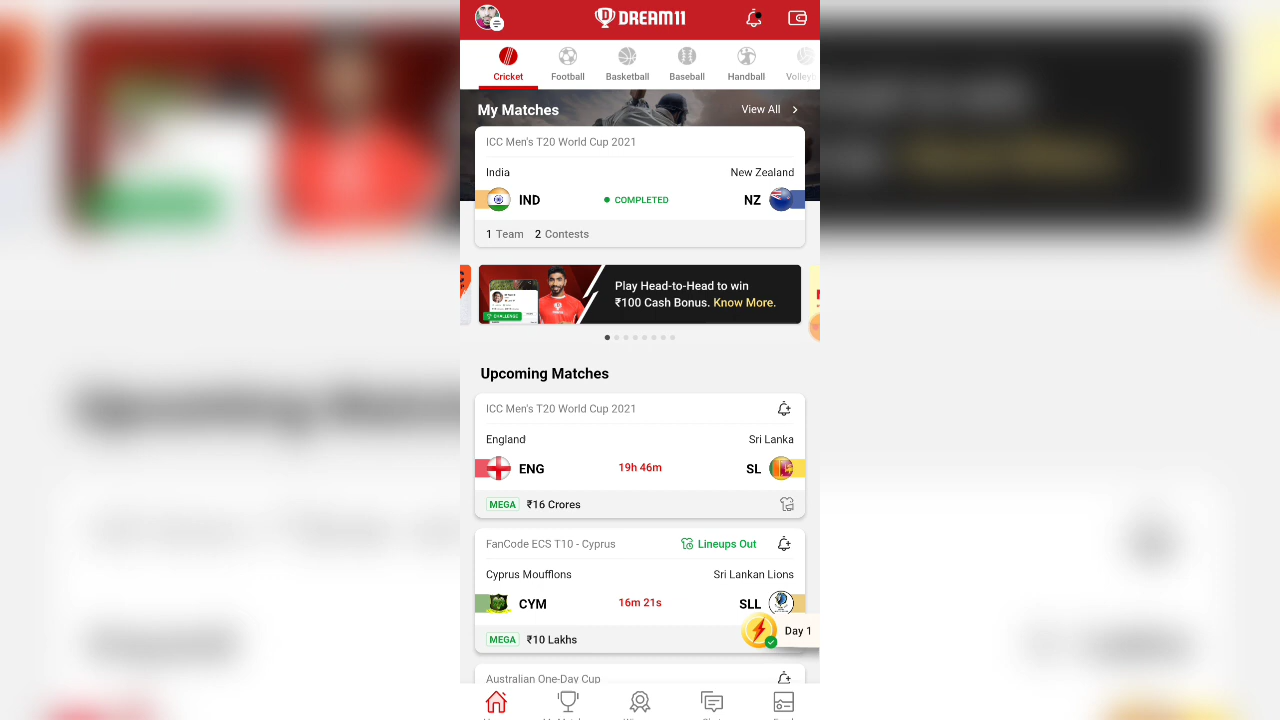 DREAM11
Cricket Football Basketball Baseball Handball
My Matches View All
ICC Men's T20 World Cup 2021
India New Zealand
IND COMPLETED NZ
1 Team 2 Contests
Play Head-to-Head to win
₹100 Cash Bonus. Know More.
CHALLENGE
Upcoming Matches
ICC Men's T20 World Cup 2021
England Sri Lanka
ENG 19h 46m SL
MEGA ₹16 Crores
FanCode ECS T10 - Cyprus Lineups Out
Cyprus Moufflons Sri Lankan Lions
CYM 16m 21s SLL
MEGA ₹10 Lakhs Day 1
Australian One-Day Cup